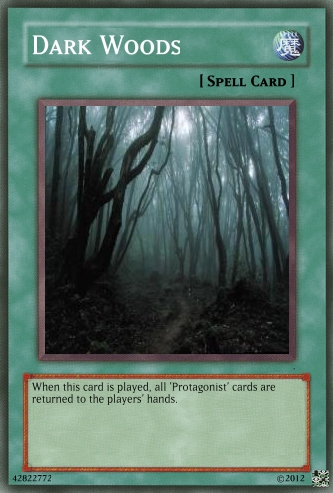 DARK WOODS
魔
[ SPELL CARD ]
When this card is played, all 'Protagonist' cards are
returned to the players' hands.
42822772
©2012